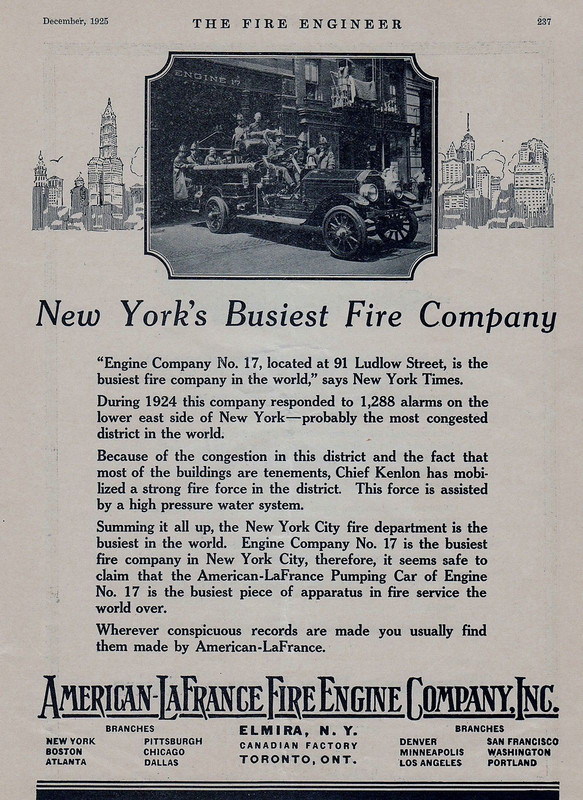 December, 1925
THE FIRE ENGINEER
237
ENGINE 17
New York's Busiest Fire Company
"Engine Company No. 17, located at 91 Ludlow Street, is the
busiest fire company in the world," says New York Times.
During 1924 this company responded to 1,288 alarms on the
lower east side of New York—probably the most congested
district in the world.
Because of the congestion in this district and the fact that
most of the buildings are tenements, Chief Kenlon has mobi-
lized a strong fire force in the district. This force is assisted
by a high pressure water system.
Summing it all up, the New York City fire department is the
busiest in the world. Engine Company No. 17 is the busiest
fire company in New York City, therefore, it seems safe to
claim that the American-LaFrance Pumping Car of Engine
No. 17 is the busiest piece of apparatus in fire service the
world over.
Wherever conspicuous records are made you usually find
them made by American-LaFrance.
AMERICAN-LAFRANCE FIRE ENGINE COMPANY, INC.
BRANCHES
NEW YORK
BOSTON
ATLANTA
PITTSBURGH
CHICAGO
DALLAS
ELMIRA, N. Y.
CANADIAN FACTORY
TORONTO, ONT.
BRANCHES
DENVER
MINNEAPOLIS
LOS ANGELES
SAN FRANCISCO
WASHINGTON
PORTLAND